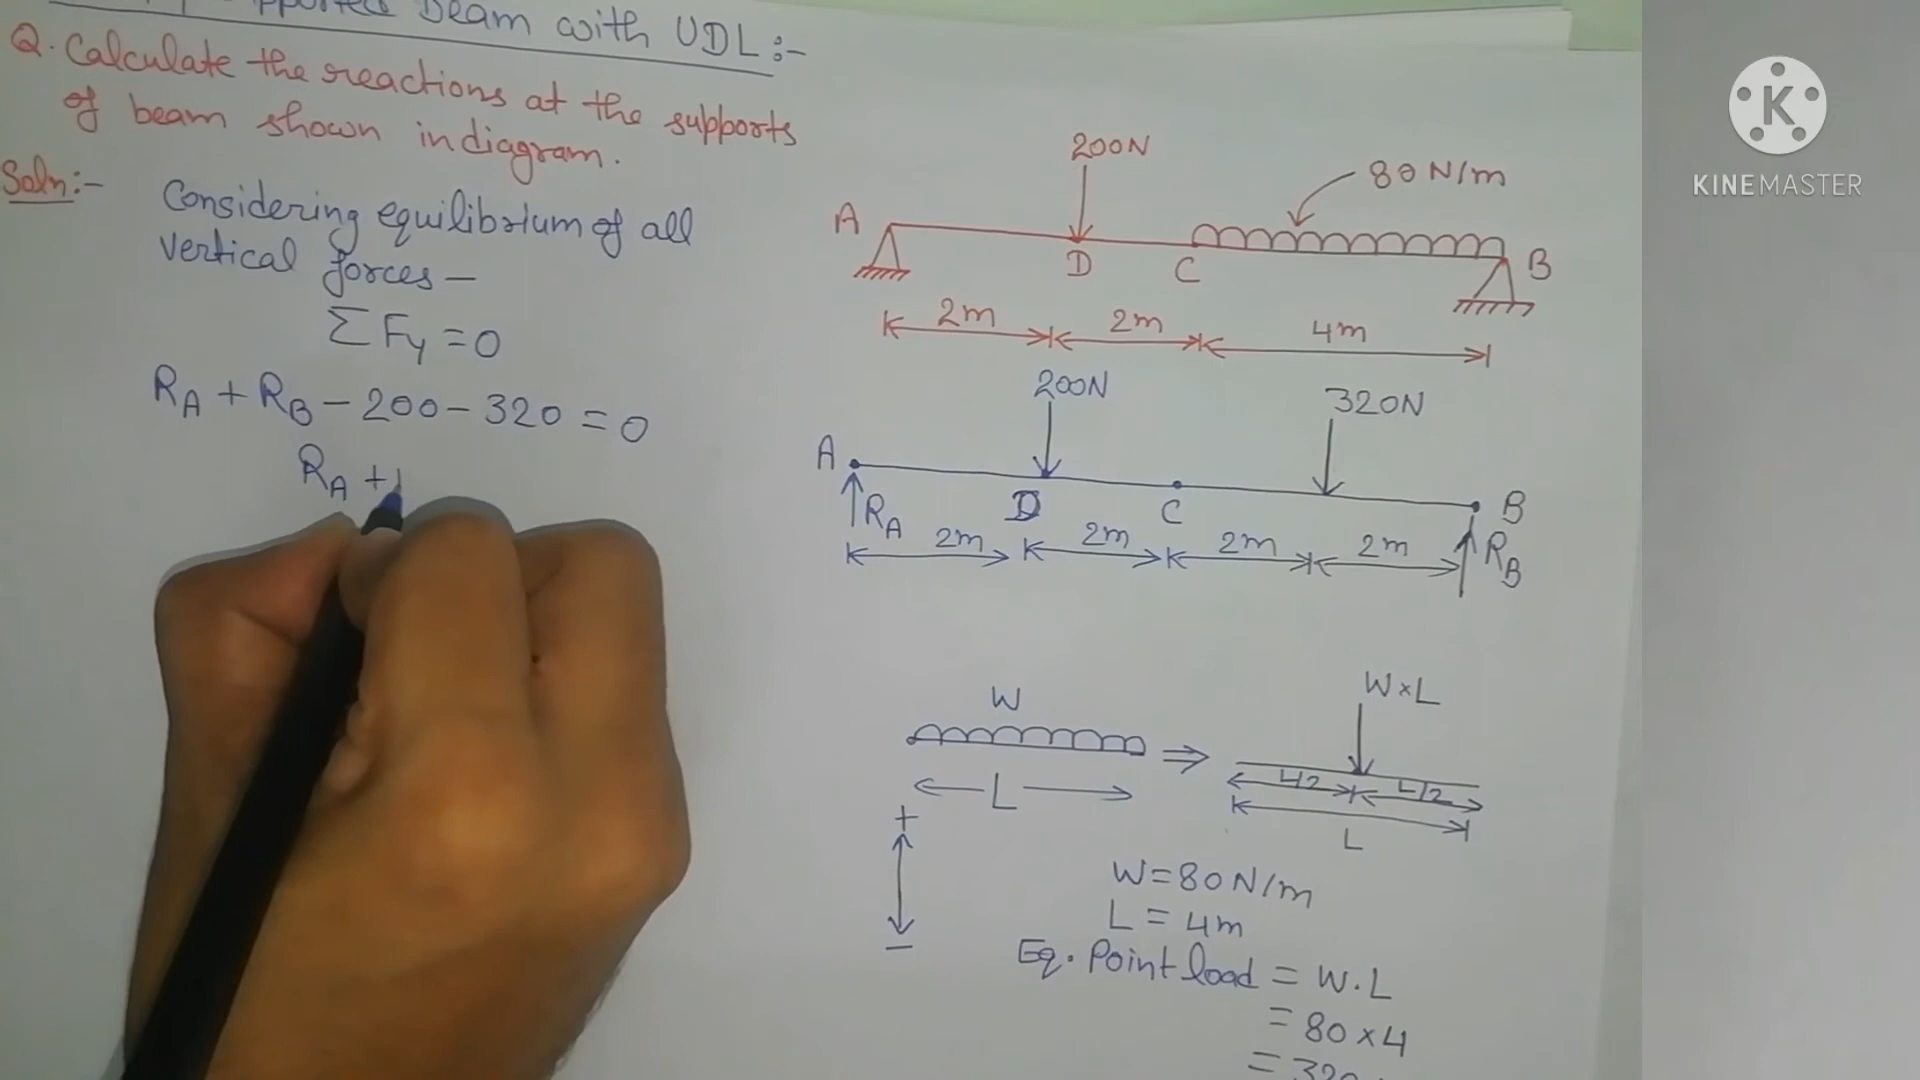 Beam with UDL:-
Q. Calculate the reactions at the supports
of beam shown in diagram.
Soln:- Considering equilibrium of all
vertical forces –
ΣFy = 0
RA + RB – 200 – 320 = 0
RA +
200N
80 N/m
A
D
C
B
2m
2m
4m
200N
320N
A
D
C
B
RA
RB
2m
2m
2m
2m
W
L
W×L
L/2
L/2
L
+
–
W = 80 N/m
L = 4m
Eq. Point load = W.L
= 80 × 4
= 320
K
KINEMASTER